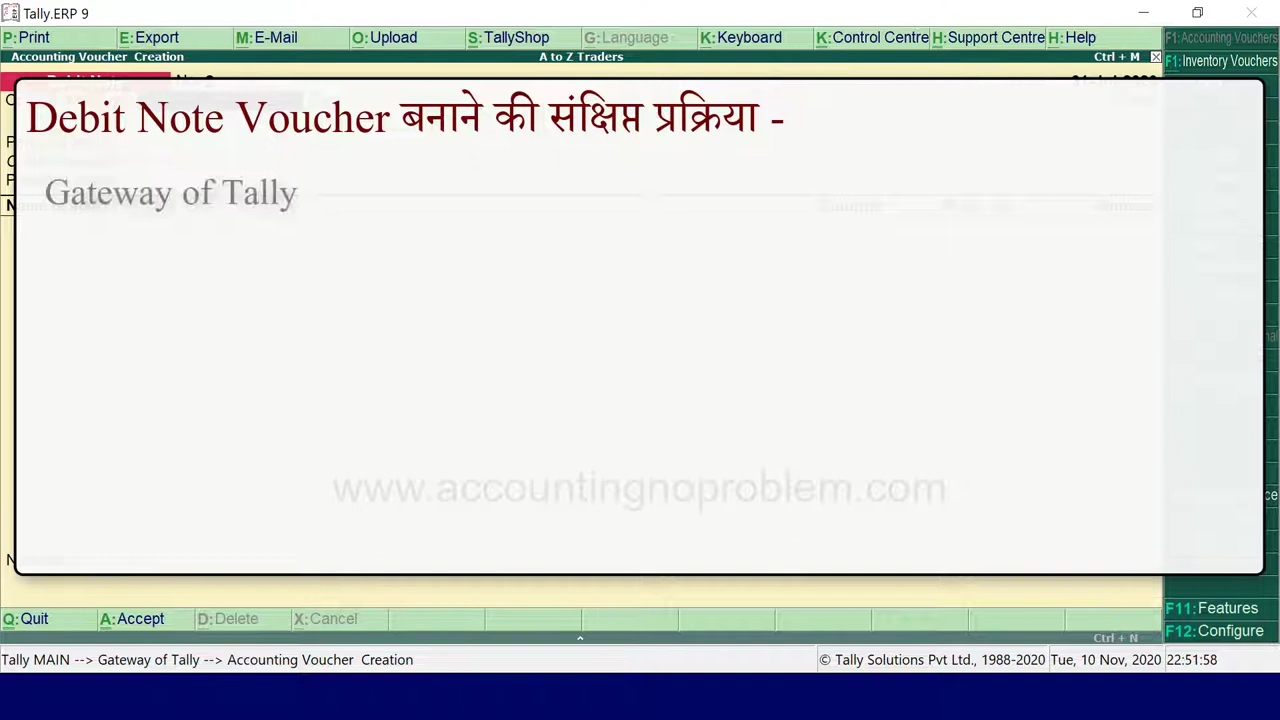 Tally.ERP 9
P:Print E:Export M:E-Mail O:Upload S:TallyShop G:Language K:Keyboard K:Control Centre H:Support Centre H:Help F1:Accounting Vouchers
Accounting Voucher Creation A to Z Traders Ctrl + M
F1:Inventory Vouchers
Debit Note Voucher बनाने की संक्षिप्त प्रक्रिया -
Gateway of Tally
www.accountingnoproblem.com
Q:Quit A:Accept D:Delete X:Cancel
F11:Features
F12:Configure
Ctrl + N
Tally MAIN --> Gateway of Tally --> Accounting Voucher Creation © Tally Solutions Pvt Ltd., 1988-2020 Tue, 10 Nov, 2020 22:51:58